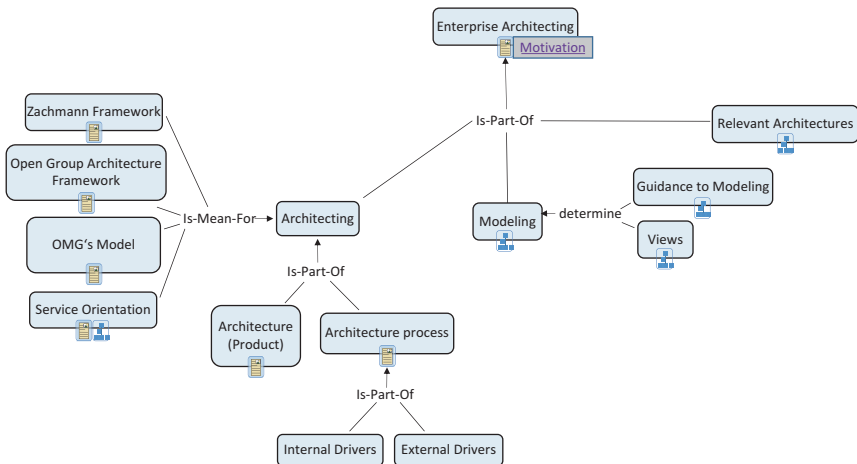 Enterprise Architecting
Motivation
Zachmann Framework
Is-Part-Of
Relevant Architectures
Open Group Architecture
Framework
Guidance to Modeling
Is-Mean-For
Architecting
Modeling
determine
OMG's Model
Views
Is-Part-Of
Service Orientation
Architecture
(Product)
Architecture process
Is-Part-Of
Internal Drivers
External Drivers